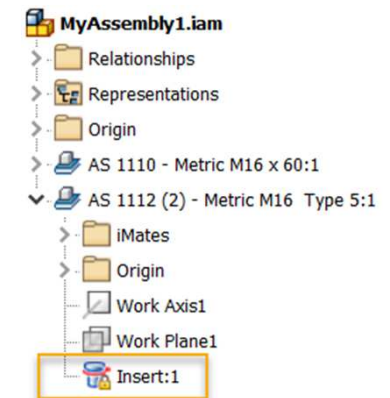 MyAssembly1.iam
Relationships
Representations
Origin
AS 1110 - Metric M16 x 60:1
AS 1112 (2) - Metric M16 Type 5:1
iMates
Origin
Work Axis1
Work Plane1
Insert:1